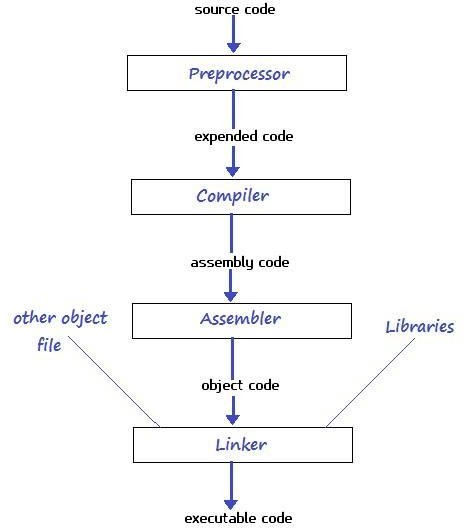 source code
Preprocessor
expended code
Compiler
assembly code
Assembler
other object
file
Libraries
object code
Linker
executable code